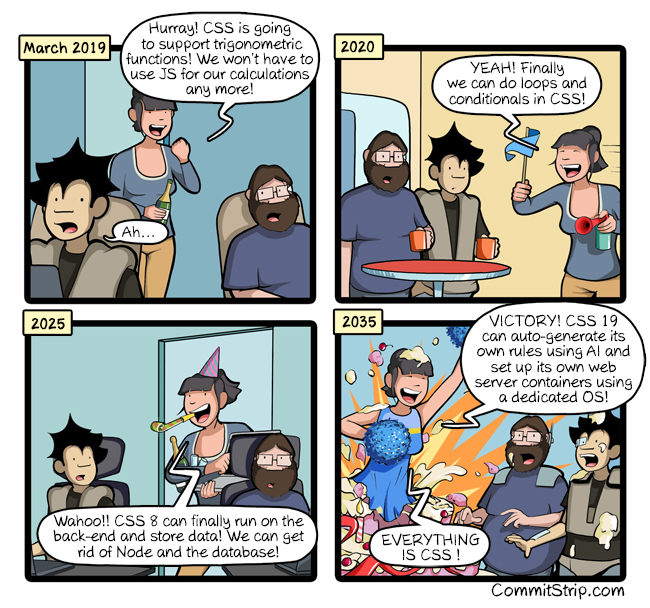 March 2019
Hurray! CSS is going
to support trigonometric
functions! We won't have to
use JS for our calculations
any more!
Ah...
2020
YEAH! Finally
we can do loops and
conditionals in CSS!
2025
Wahoo!! CSS 8 can finally run on the
back-end and store data! We can get
rid of Node and the database!
2035
VICTORY! CSS 19
can auto-generate its
own rules using AI and
set up its own web
server containers using
a dedicated OS!
EVERYTHING
IS CSS !
CommitStrip.com